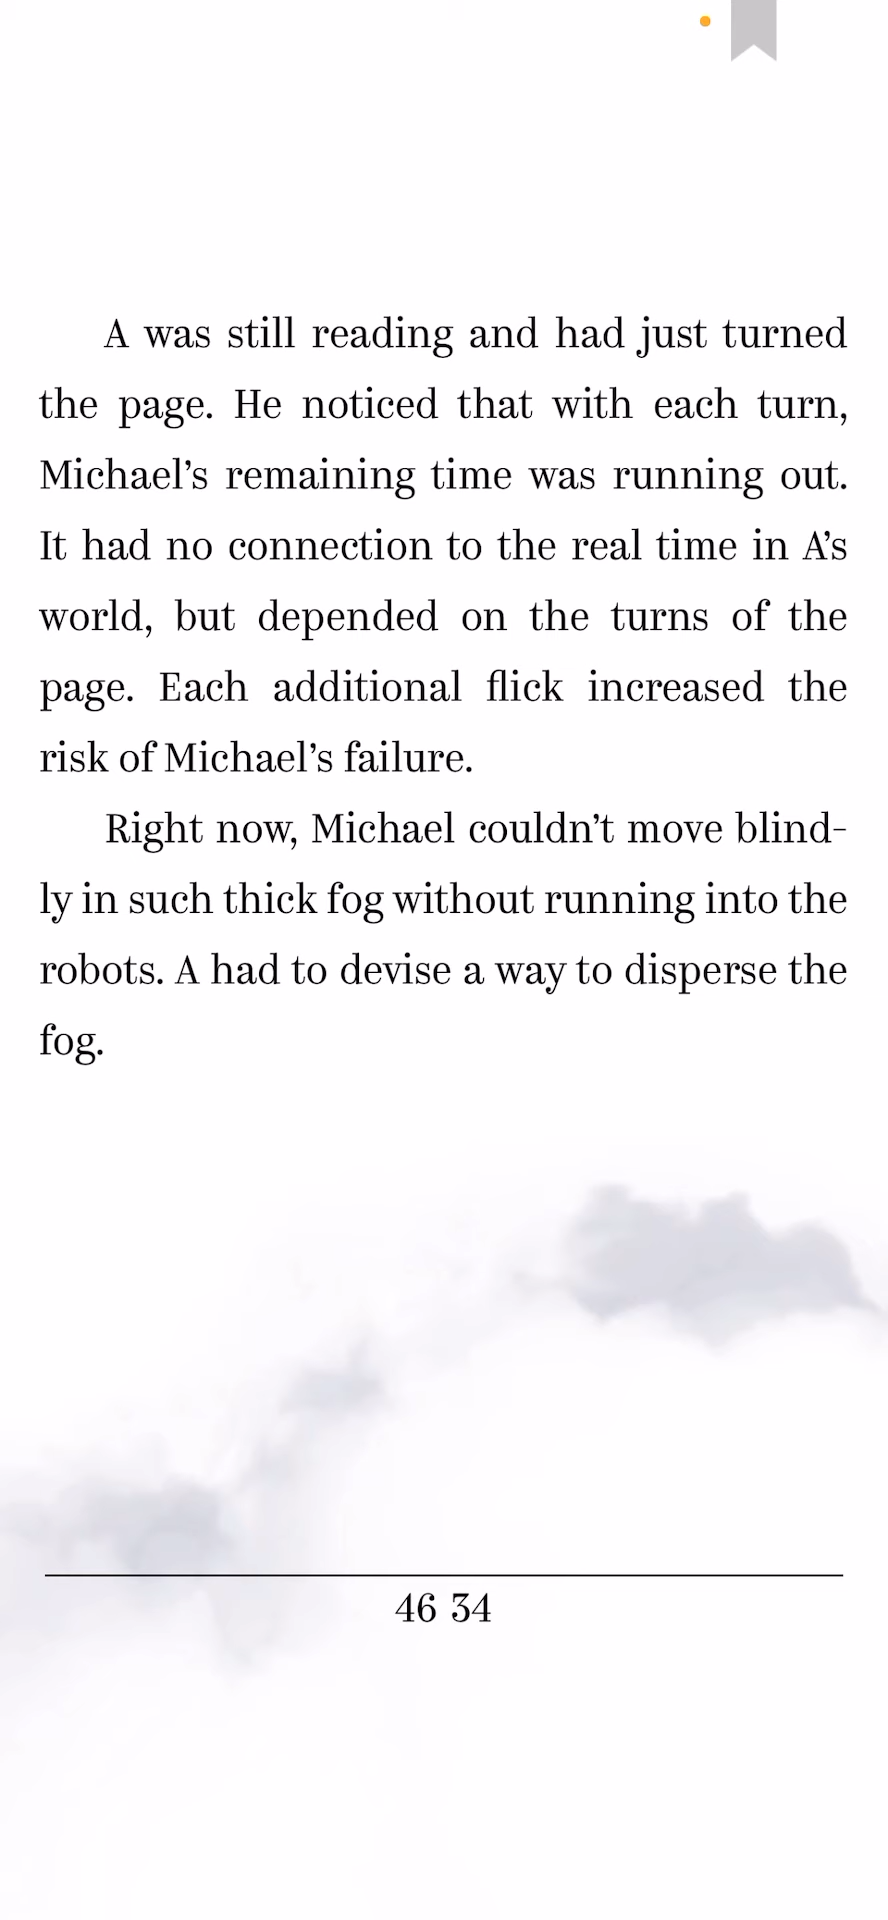 A was still reading and had just turned
the page. He noticed that with each turn,
Michael’s remaining time was running out.
It had no connection to the real time in A’s
world, but depended on the turns of the
page. Each additional flick increased the
risk of Michael’s failure.
Right now, Michael couldn’t move blind-
ly in such thick fog without running into the
robots. A had to devise a way to disperse the
fog.
46 34